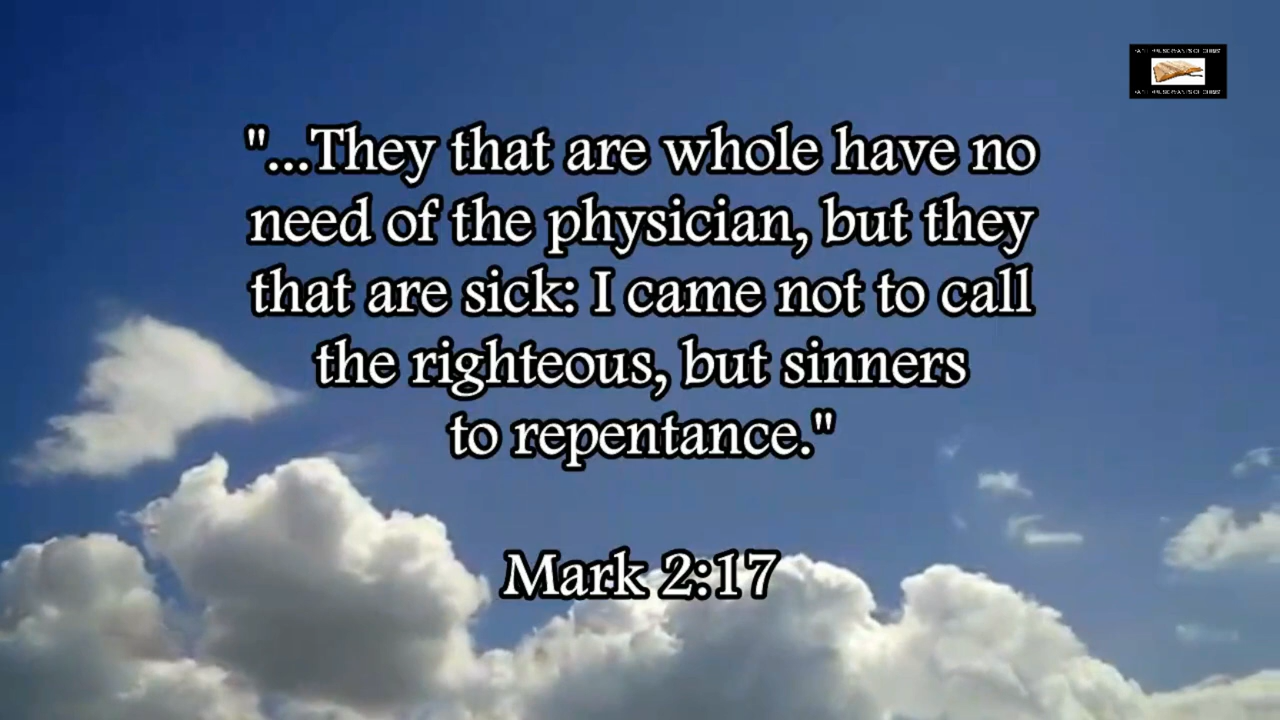 "...They that are whole have no
need of the physician, but they
that are sick: I came not to call
the righteous, but sinners
to repentance."
Mark 2:17